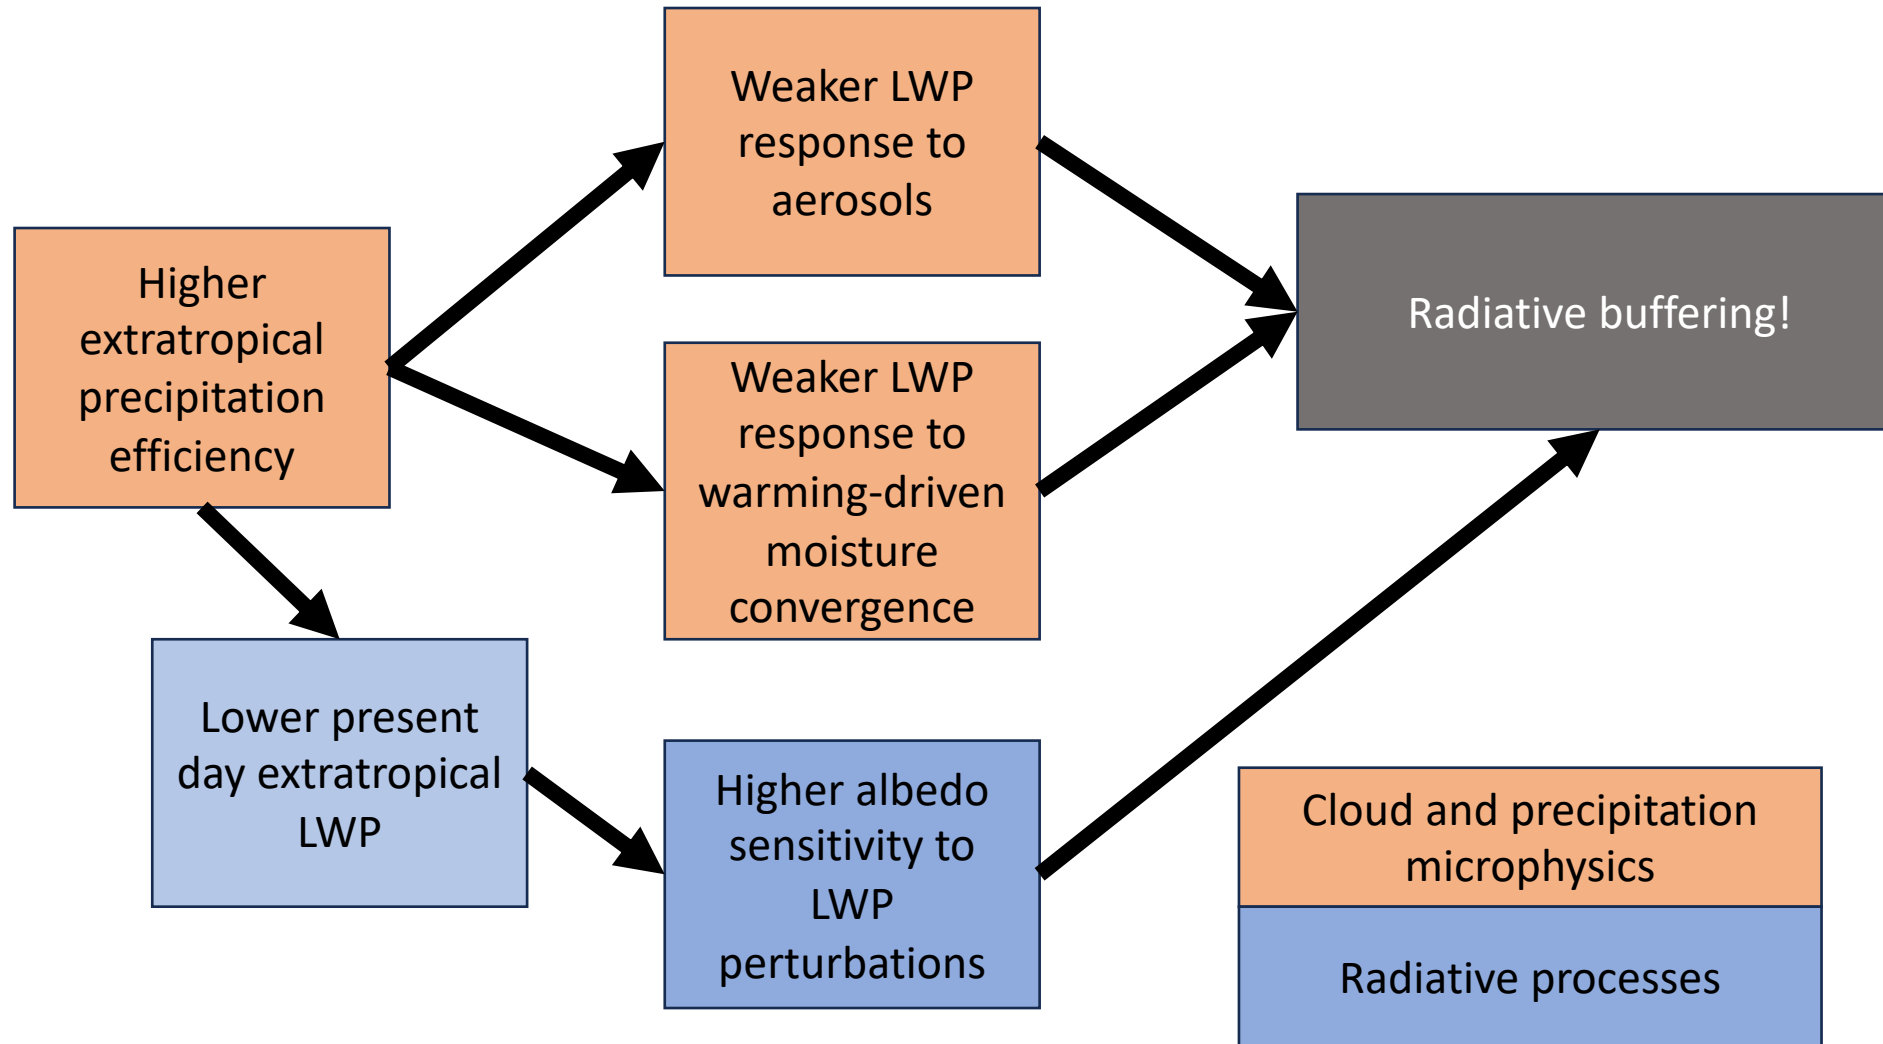 Higher
extratropical
precipitation
efficiency
Weaker LWP
response to
aerosols
Weaker LWP
response to
warming-driven
moisture
convergence
Radiative buffering!
Lower present
day extratropical
LWP
Higher albedo
sensitivity to
LWP
perturbations
Cloud and precipitation
microphysics
Radiative processes